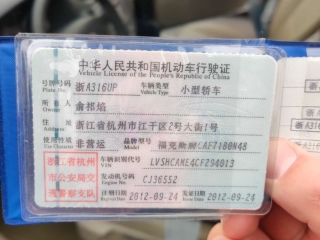 中华人民共和国机动车行驶证
Vehicle License of the People's Republic of China
号牌号码 浙A316UP 车辆类型 小型轿车
Plate No. Vehicle Type
所有人 俞邦焰
Owner
住址 浙江省杭州市江干区2号大街1号
Address
使用性质 非营运 品牌型号 福克斯牌CAF7180N48
Use Character Model
浙江省杭州 车辆识别代号 LVSHCAME4CF294013
VIN
市公安局交 发动机号码 CJ36552
Engine No.
通警察支队 注册日期 2012-09-24 发证日期 2012-09-24
Register Date Issue Date